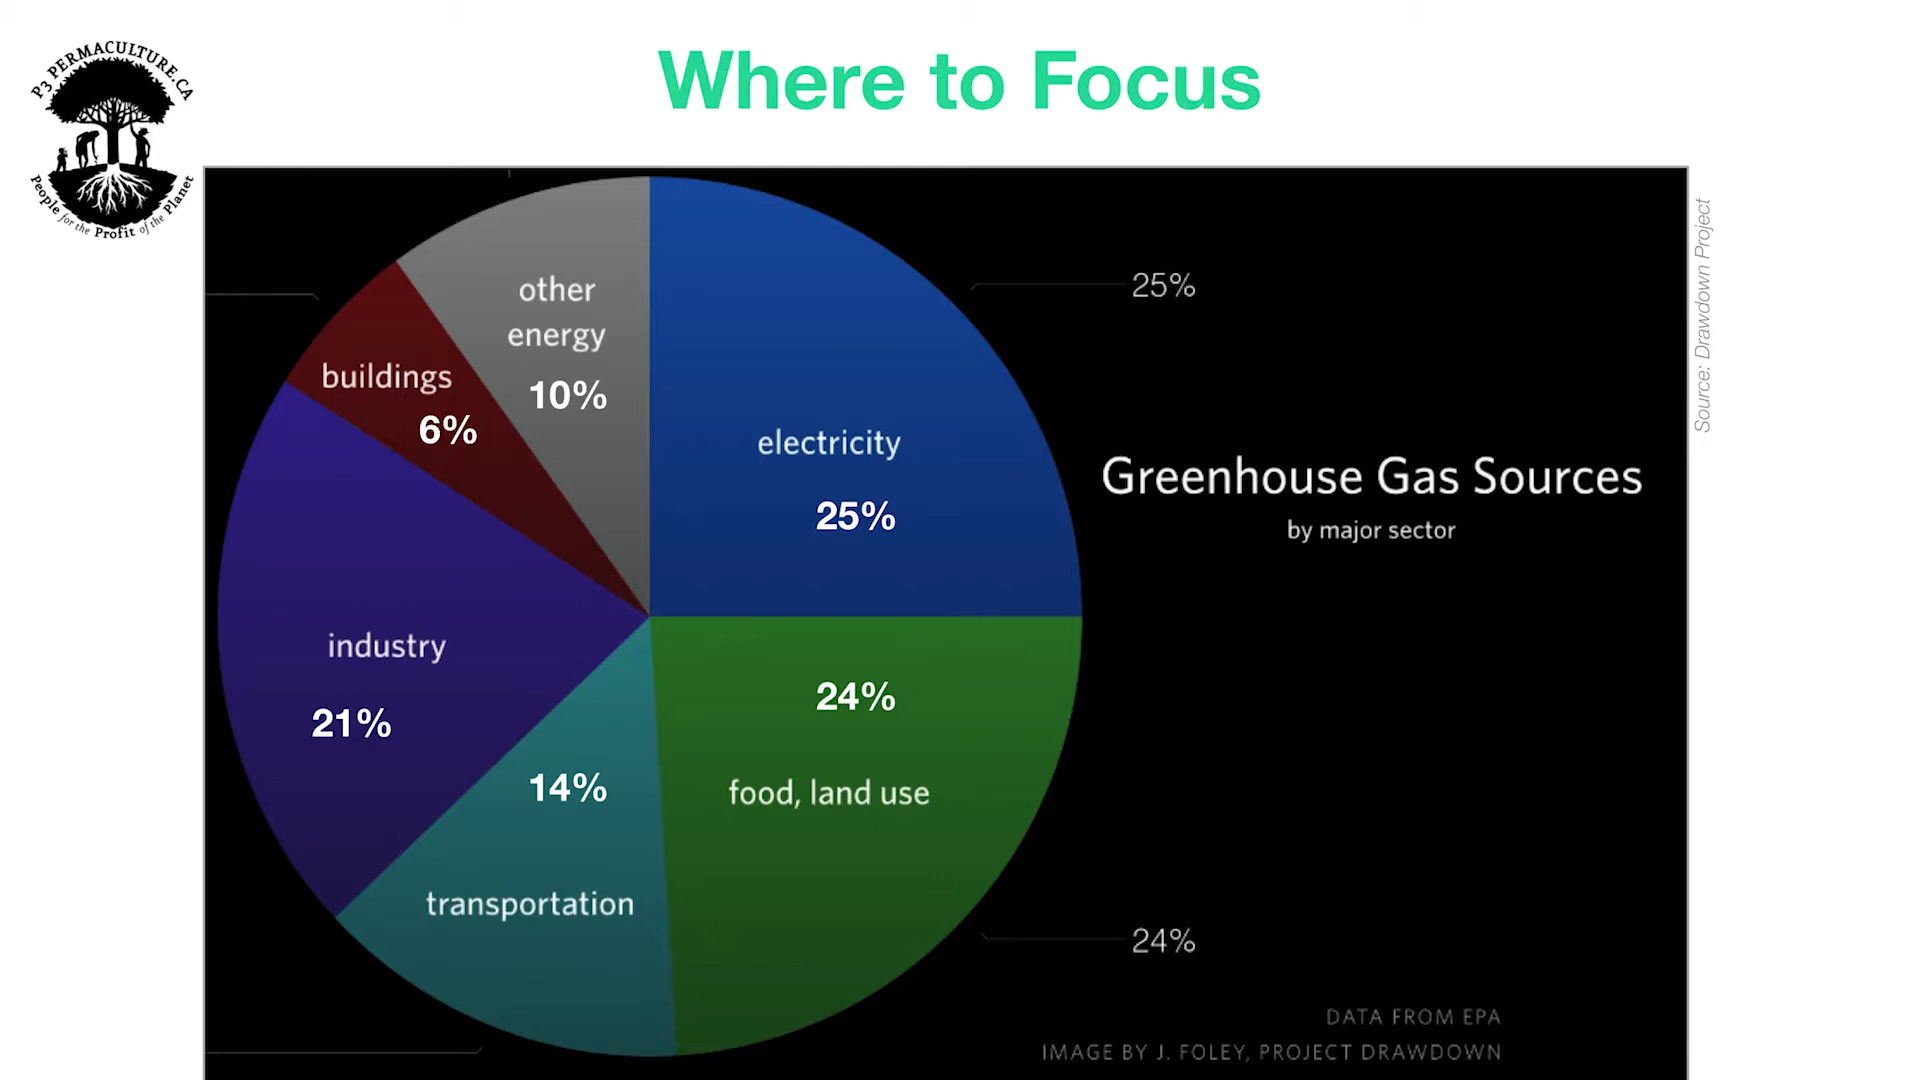 Where to Focus
P3 PERMACULTURE.CA
People for the Profit of the Planet
Source: Drawdown Project
other
energy
10%
25%
buildings
6%
electricity
25%
Greenhouse Gas Sources
by major sector
industry
21%
24%
food, land use
14%
transportation
24%
DATA FROM EPA
IMAGE BY J. FOLEY, PROJECT DRAWDOWN